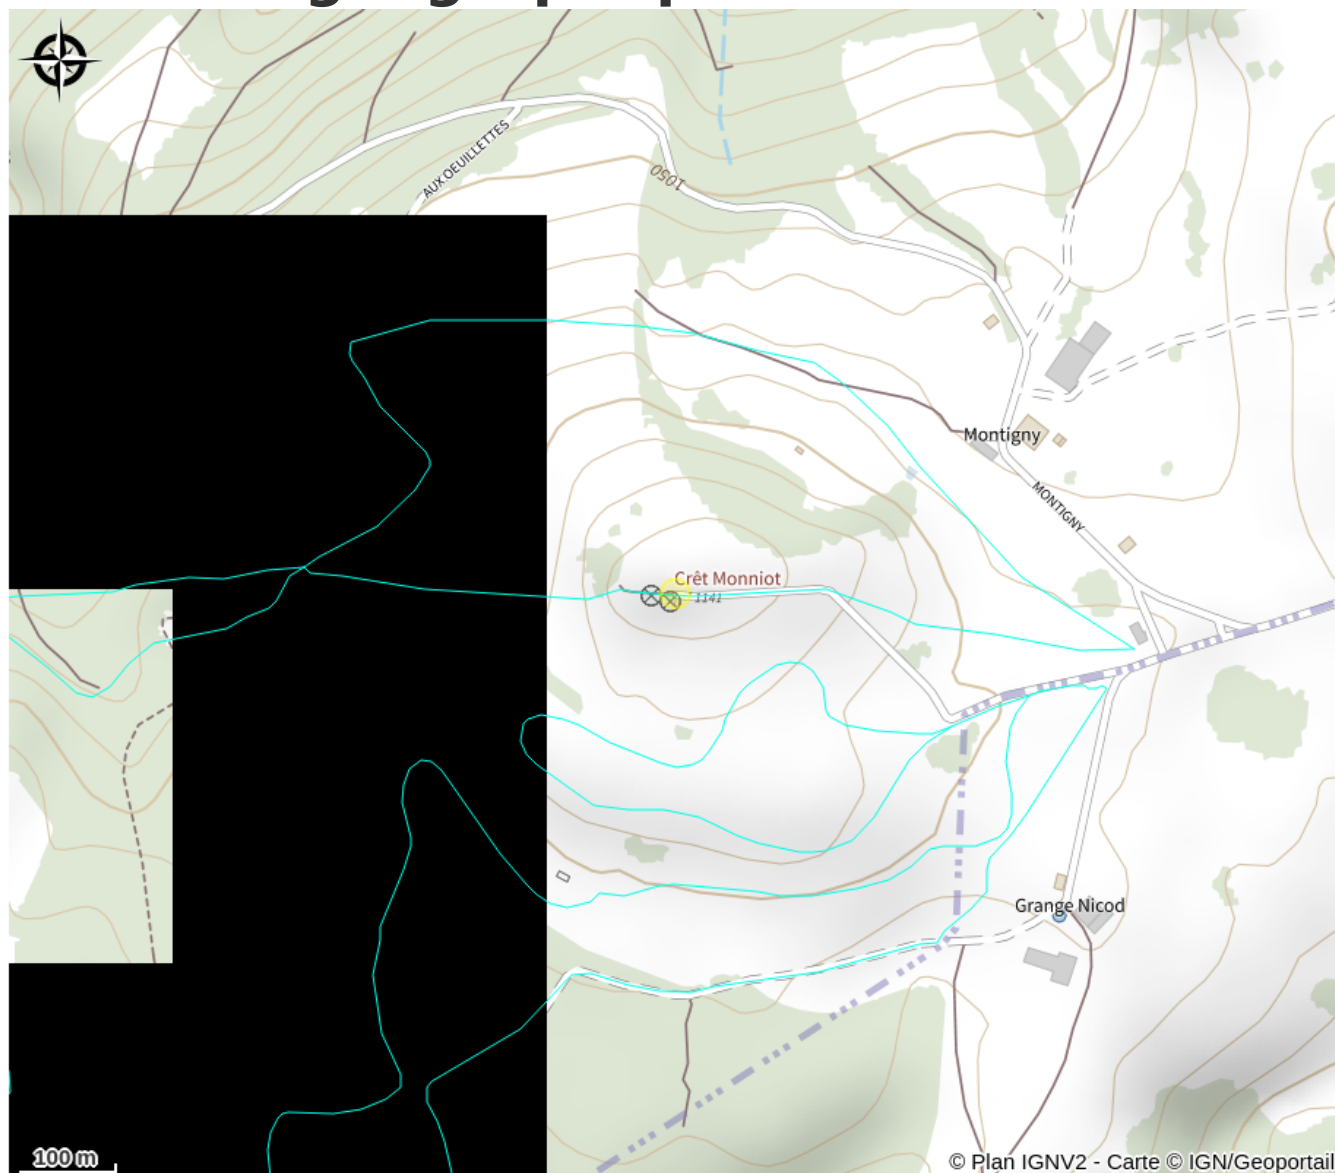 AUX OEUILLETTES
1050
Montigny
MONTIGNY
Crêt Monniot
1141
Grange Nicod
100 m
© Plan IGNV2 - Carte © IGN/Geoportail